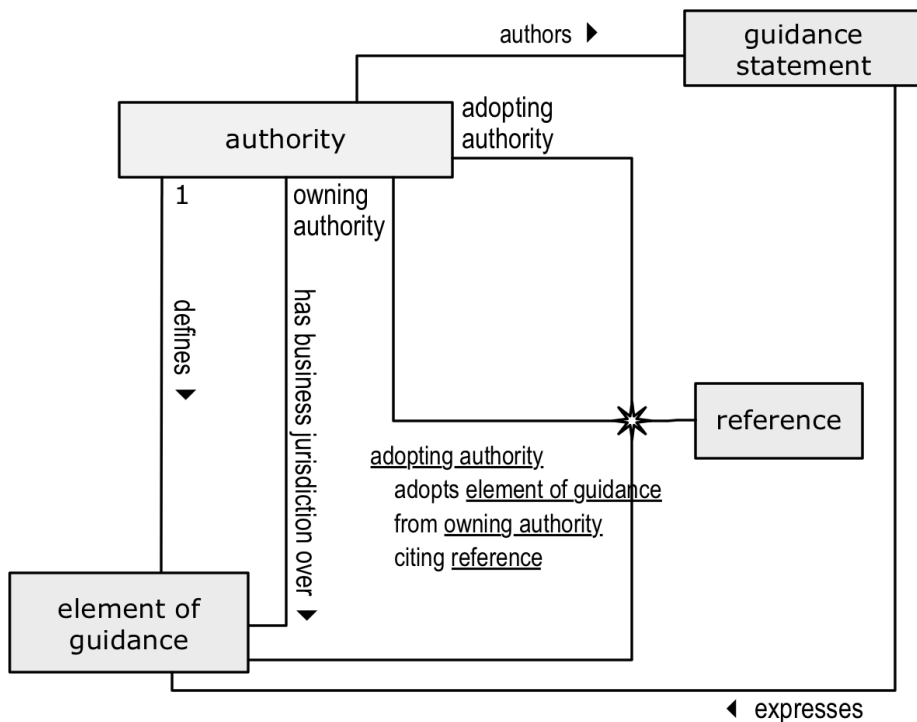 authors
guidance
statement
authority
adopting
authority
1
owning
authority
defines
has business jurisdiction over
reference
adopting authority
adopts element of guidance
from owning authority
citing reference
element of
guidance
expresses